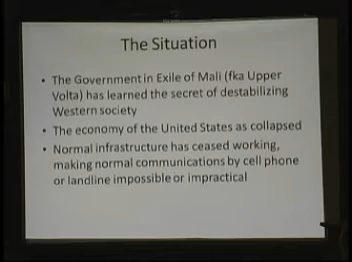 The Situation
• The Government in Exile of Mali (fka Upper
Volta) has learned the secret of destabilizing
Western society
• The economy of the United States as collapsed
• Normal infrastructure has ceased working,
making normal communications by cell phone
or landline impossible or impractical